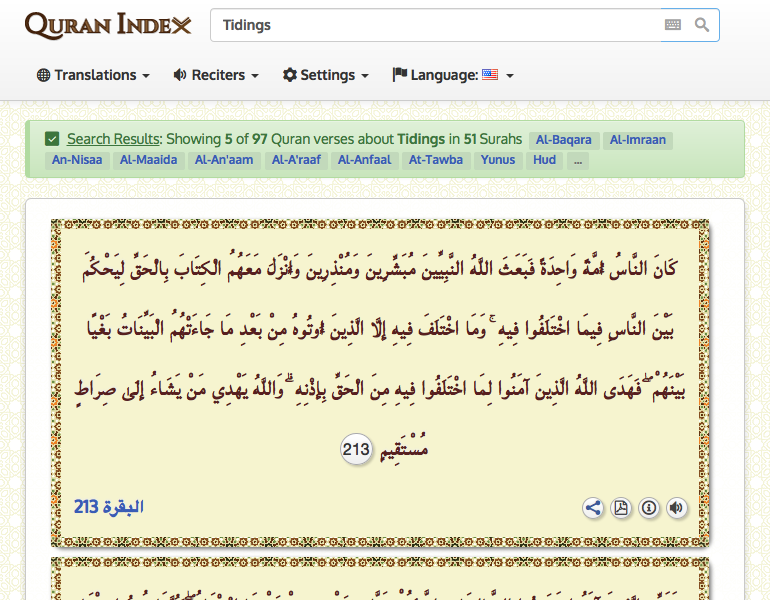 QURAN INDEX
Tidings
Translations
Reciters
Settings
Language:
Search Results: Showing 5 of 97 Quran verses about Tidings in 51 Surahs Al-Baqara Al-Imraan
An-Nisaa Al-Maaida Al-An'aam Al-A'raaf Al-Anfaal At-Tawba Yunus Hud ...
كَانَ النَّاسُ أُمَّةً وَاحِدَةً فَبَعَثَ اللَّهُ النَّبِيِّينَ مُبَشِّرِينَ وَمُنْذِرِينَ وَأَنْزَلَ مَعَهُمُ الْكِتَابَ بِالْحَقِّ لِيَحْكُمَ
بَيْنَ النَّاسِ فِيمَا اخْتَلَفُوا فِيهِ ۚ وَمَا اخْتَلَفَ فِيهِ إِلَّا الَّذِينَ أُوتُوهُ مِنْ بَعْدِ مَا جَاءَتْهُمُ الْبَيِّنَاتُ بَغْيًا
بَيْنَهُمْ ۖ فَهَدَى اللَّهُ الَّذِينَ آمَنُوا لِمَا اخْتَلَفُوا فِيهِ مِنَ الْحَقِّ بِإِذْنِهِ ۗ وَاللَّهُ يَهْدِي مَنْ يَشَاءُ إِلَىٰ صِرَاطٍ
مُسْتَقِيمٍ 213
البقرة 213